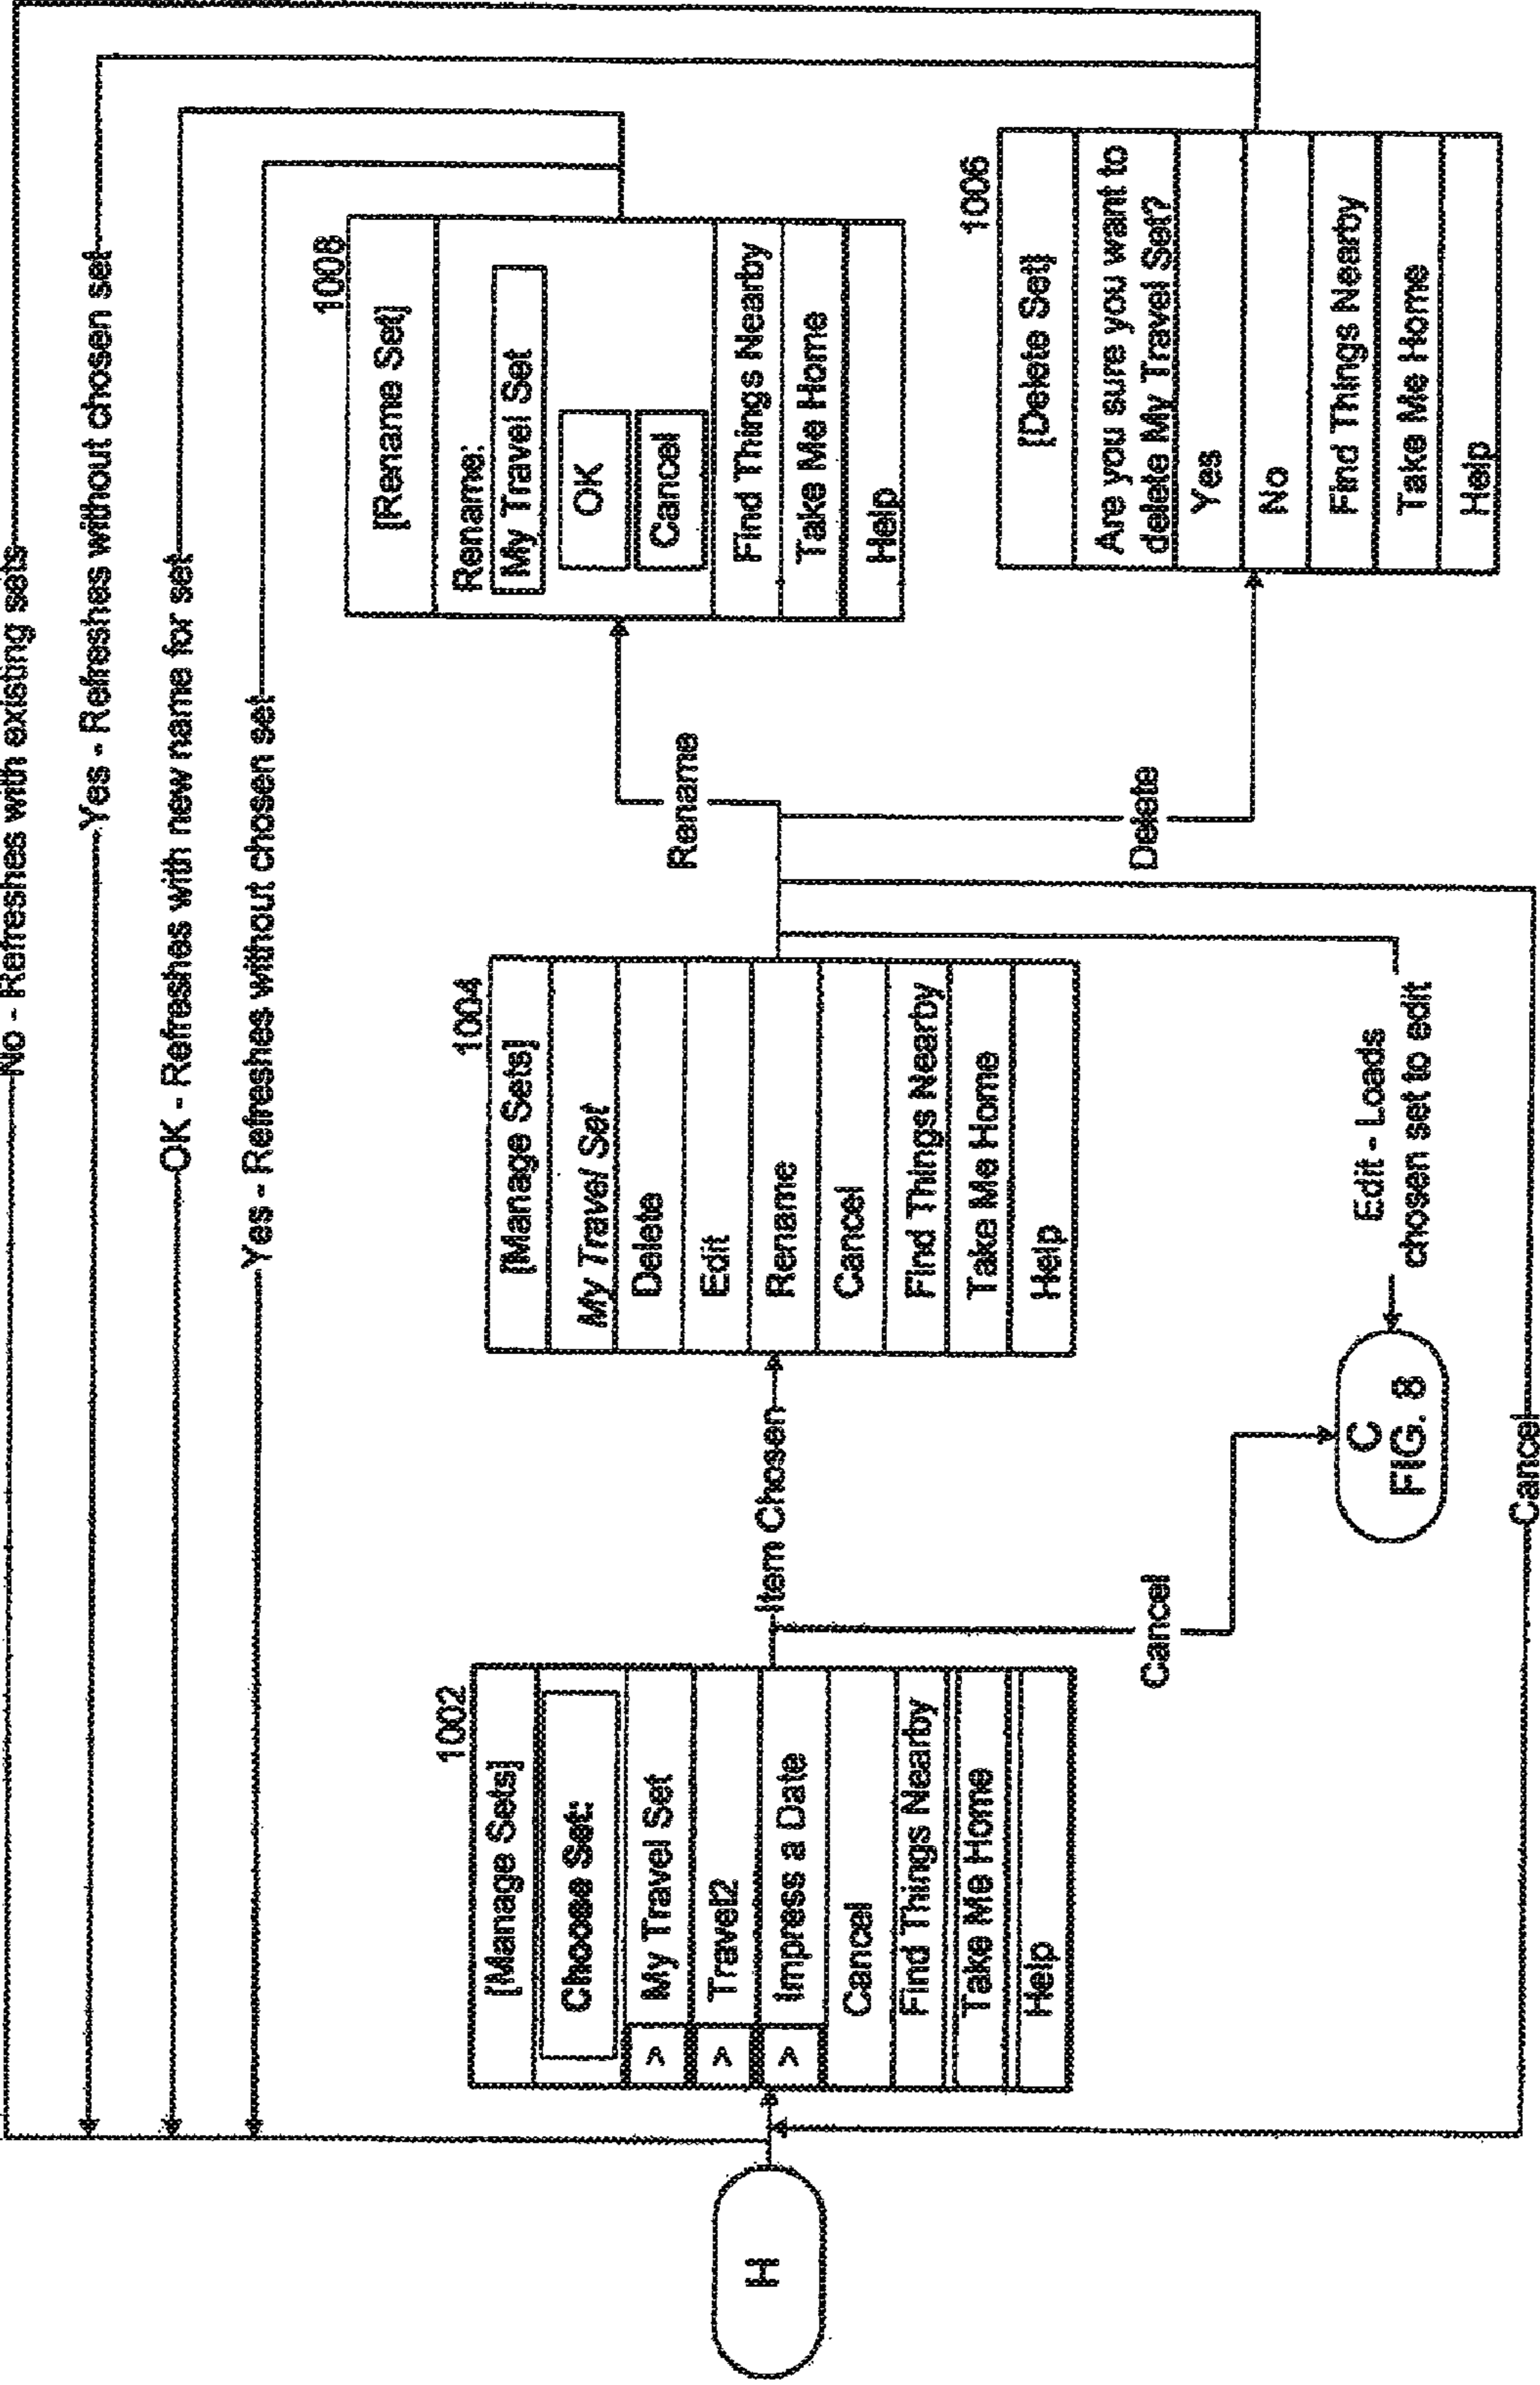 No - Refreshes with existing sets
Yes - Refreshes without chosen set
OK - Refreshes with new name for set
Yes - Refreshes without chosen set
H
1002
[Manage Sets]
Choose Set:
^ My Travel Set
^ Travel2
^ Impress a Date
Cancel
Find Things Nearby
Take Me Home
Help
Item Chosen
Cancel
C
FIG. 8
1004
[Manage Sets]
My Travel Set
Delete
Edit
Rename
Cancel
Find Things Nearby
Take Me Home
Help
Edit - Loads
chosen set to edit
Cancel
Rename
Delete
1008
[Rename Set]
Rename:
My Travel Set
OK
Cancel
Find Things Nearby
Take Me Home
Help
1006
[Delete Set]
Are you sure you want to
delete My Travel Set?
Yes
No
Find Things Nearby
Take Me Home
Help